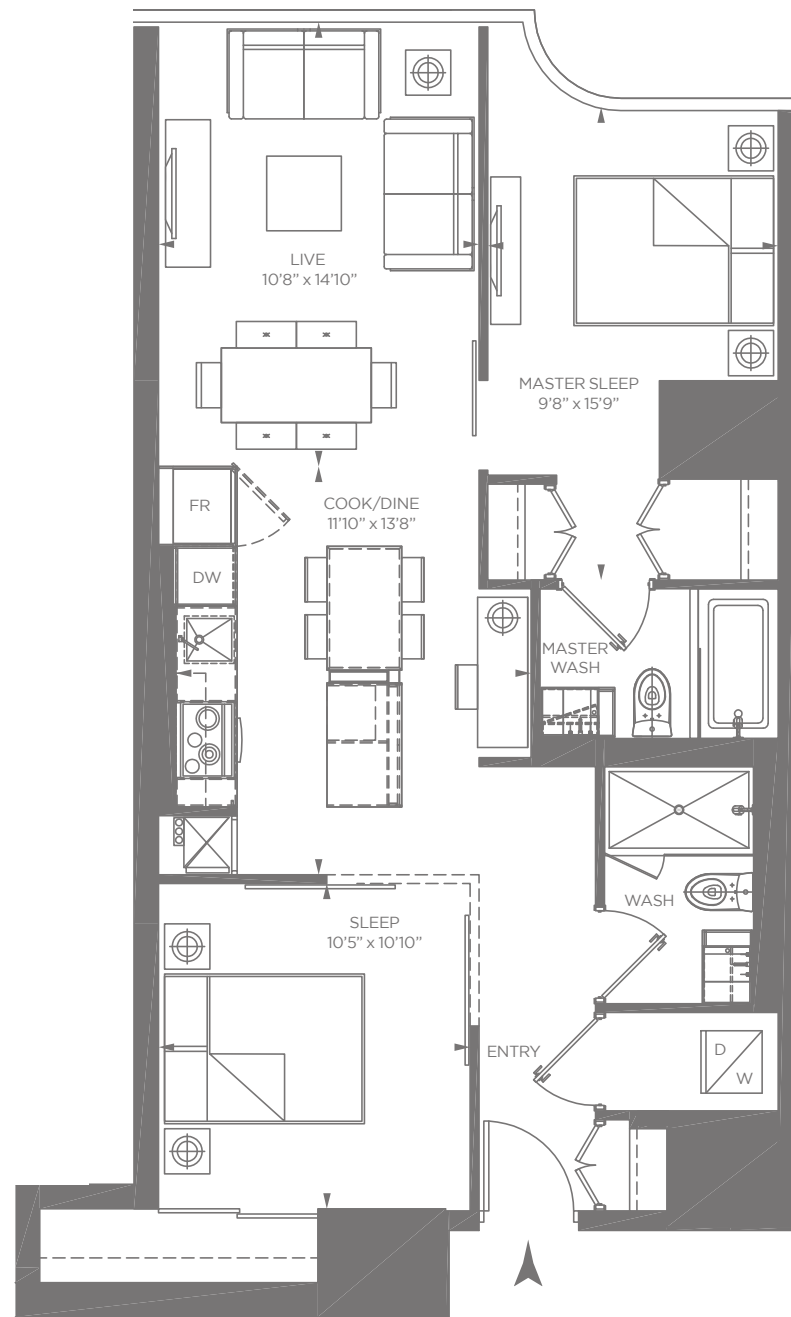 LIVE
10’8” x 14’10”
MASTER SLEEP
9’8” x 15’9”
FR
COOK/DINE
11’10” x 13’8”
DW
MASTER
WASH
WASH
SLEEP
10’5” x 10’10”
ENTRY
D
W